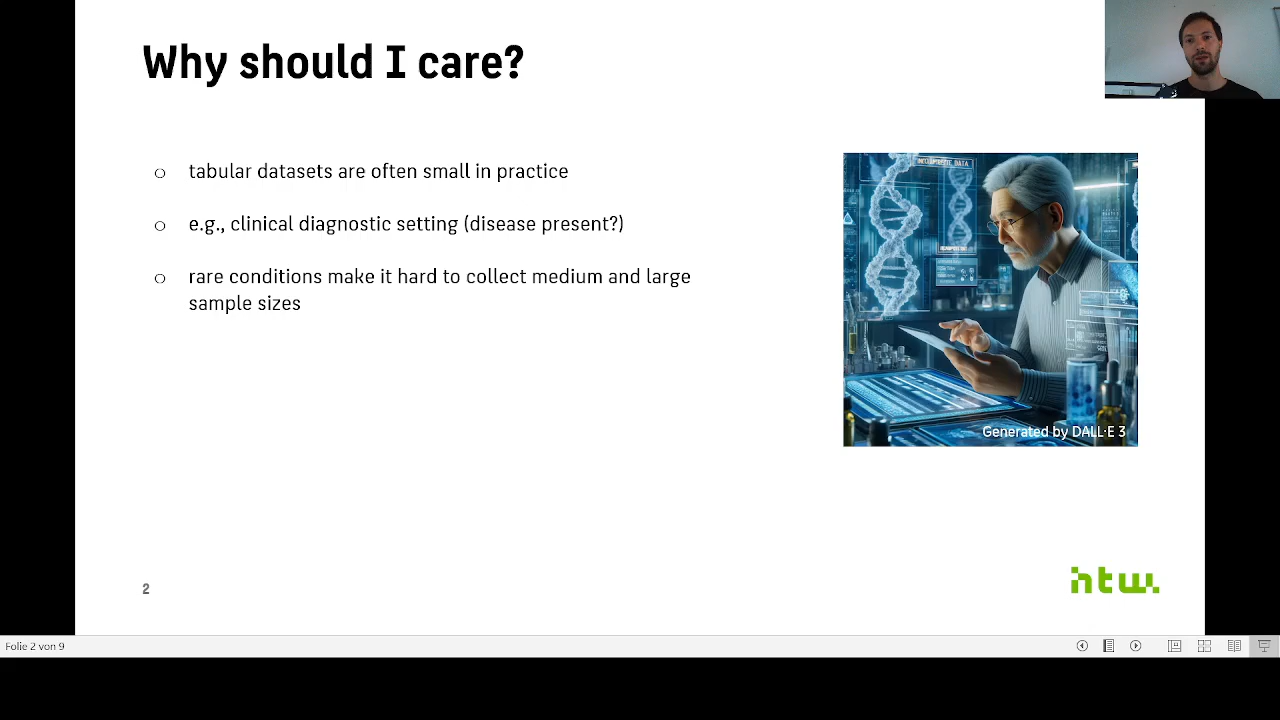 Why should I care?
tabular datasets are often small in practice
e.g., clinical diagnostic setting (disease present?)
rare conditions make it hard to collect medium and large
sample sizes
Generated by DALL·E 3
2
htw.
Folie 2 von 9